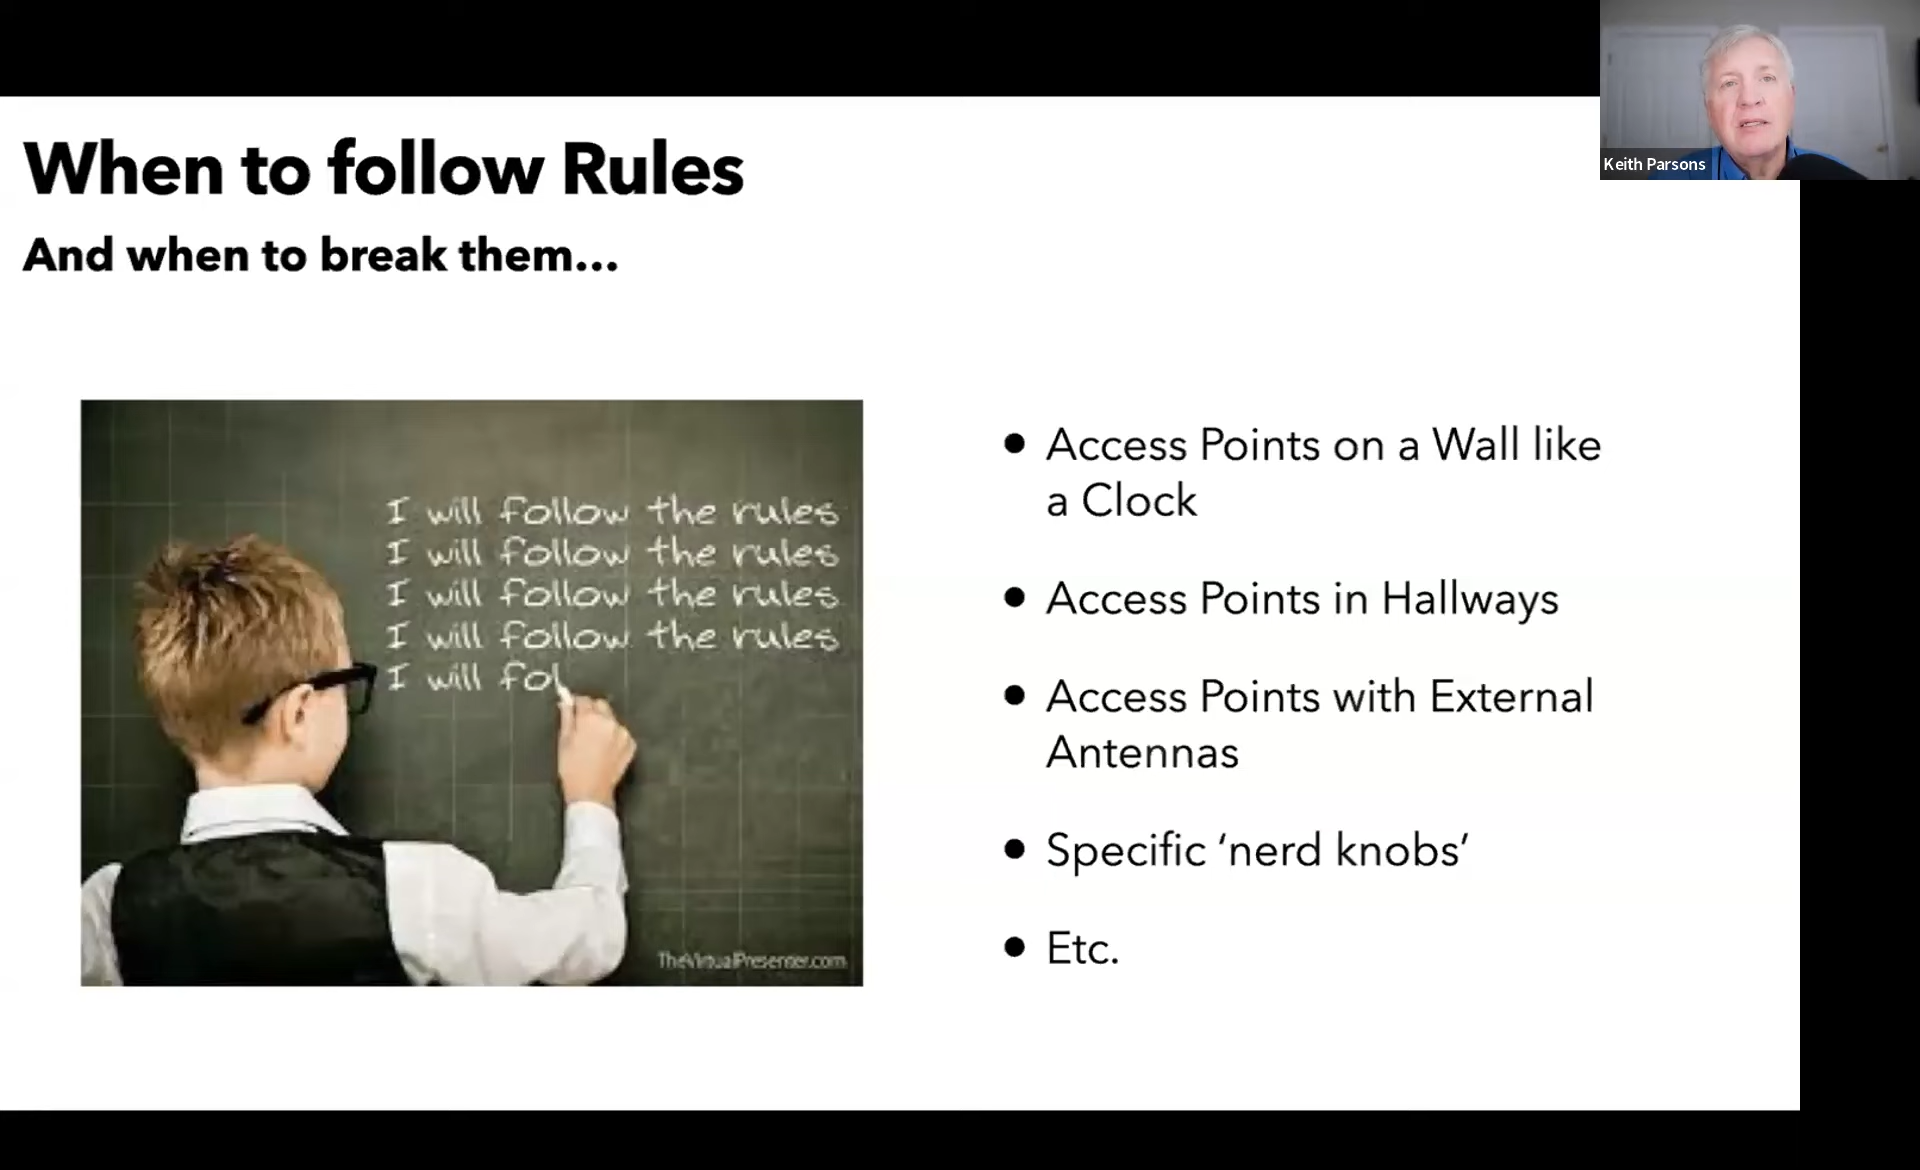 Keith Parsons
When to follow Rules
And when to break them...
I will follow the rules
I will follow the rules
I will follow the rules
I will follow the rules
I will fol
TheVirtualPresenter.com
• Access Points on a Wall like
a Clock
• Access Points in Hallways
• Access Points with External
Antennas
• Specific ‘nerd knobs’
• Etc.